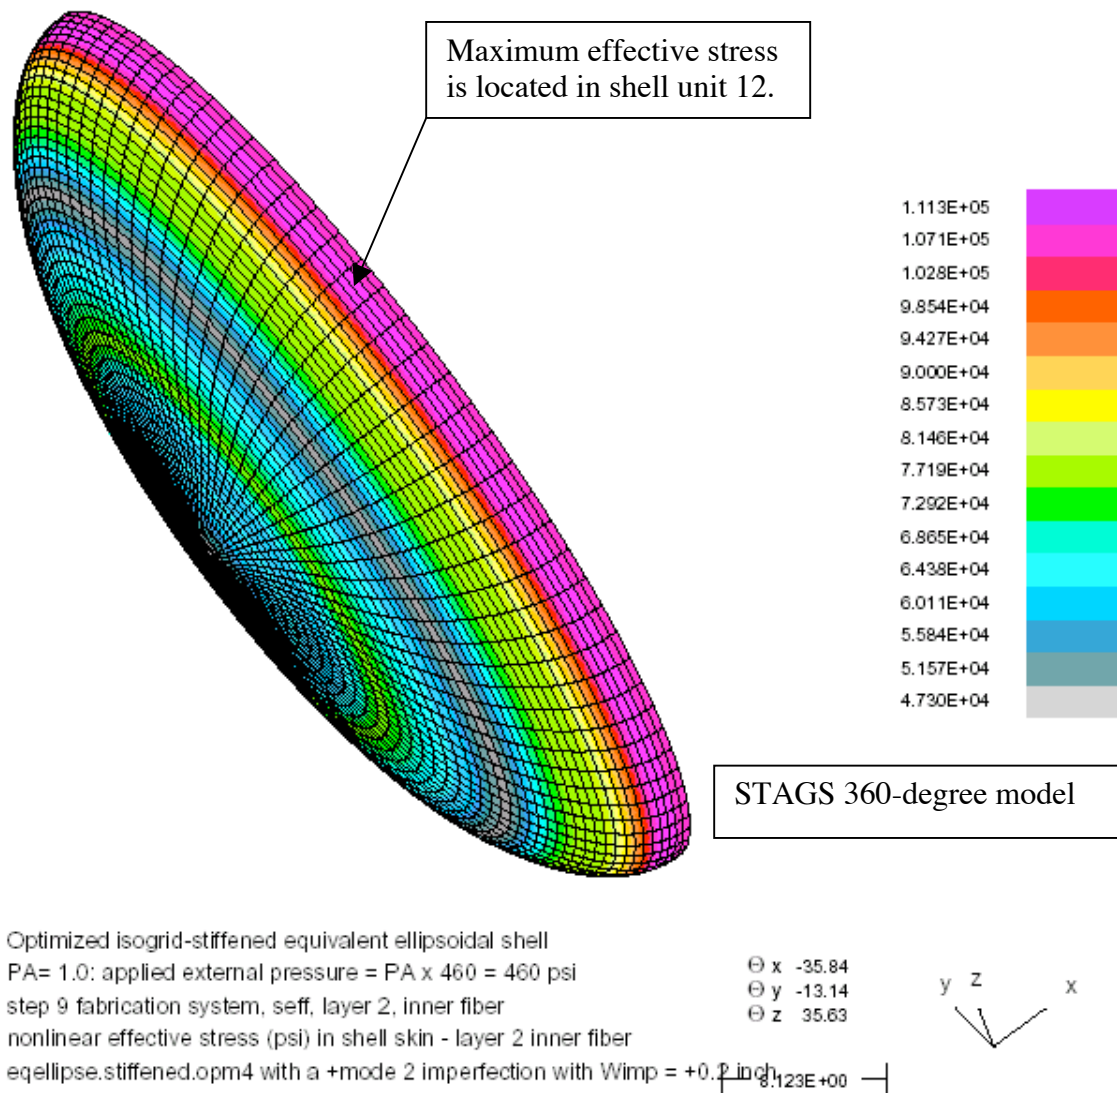 Maximum effective stress
is located in shell unit 12.
1.113E+05
1.071E+05
1.028E+05
9.854E+04
9.427E+04
9.000E+04
8.573E+04
8.146E+04
7.719E+04
7.292E+04
6.865E+04
6.438E+04
6.011E+04
5.584E+04
5.157E+04
4.730E+04
STAGS 360-degree model
Optimized isogrid-stiffened equivalent ellipsoidal shell
PA= 1.0: applied external pressure = PA x 460 = 460 psi
step 9 fabrication system, seff, layer 2, inner fiber
nonlinear effective stress (psi) in shell skin - layer 2 inner fiber
eqellipse.stiffened.opm4 with a +mode 2 imperfection with Wimp = +0.2 inch
Θ x -35.84
Θ y -13.14
Θ z 35.63
y z x
8.123E+00